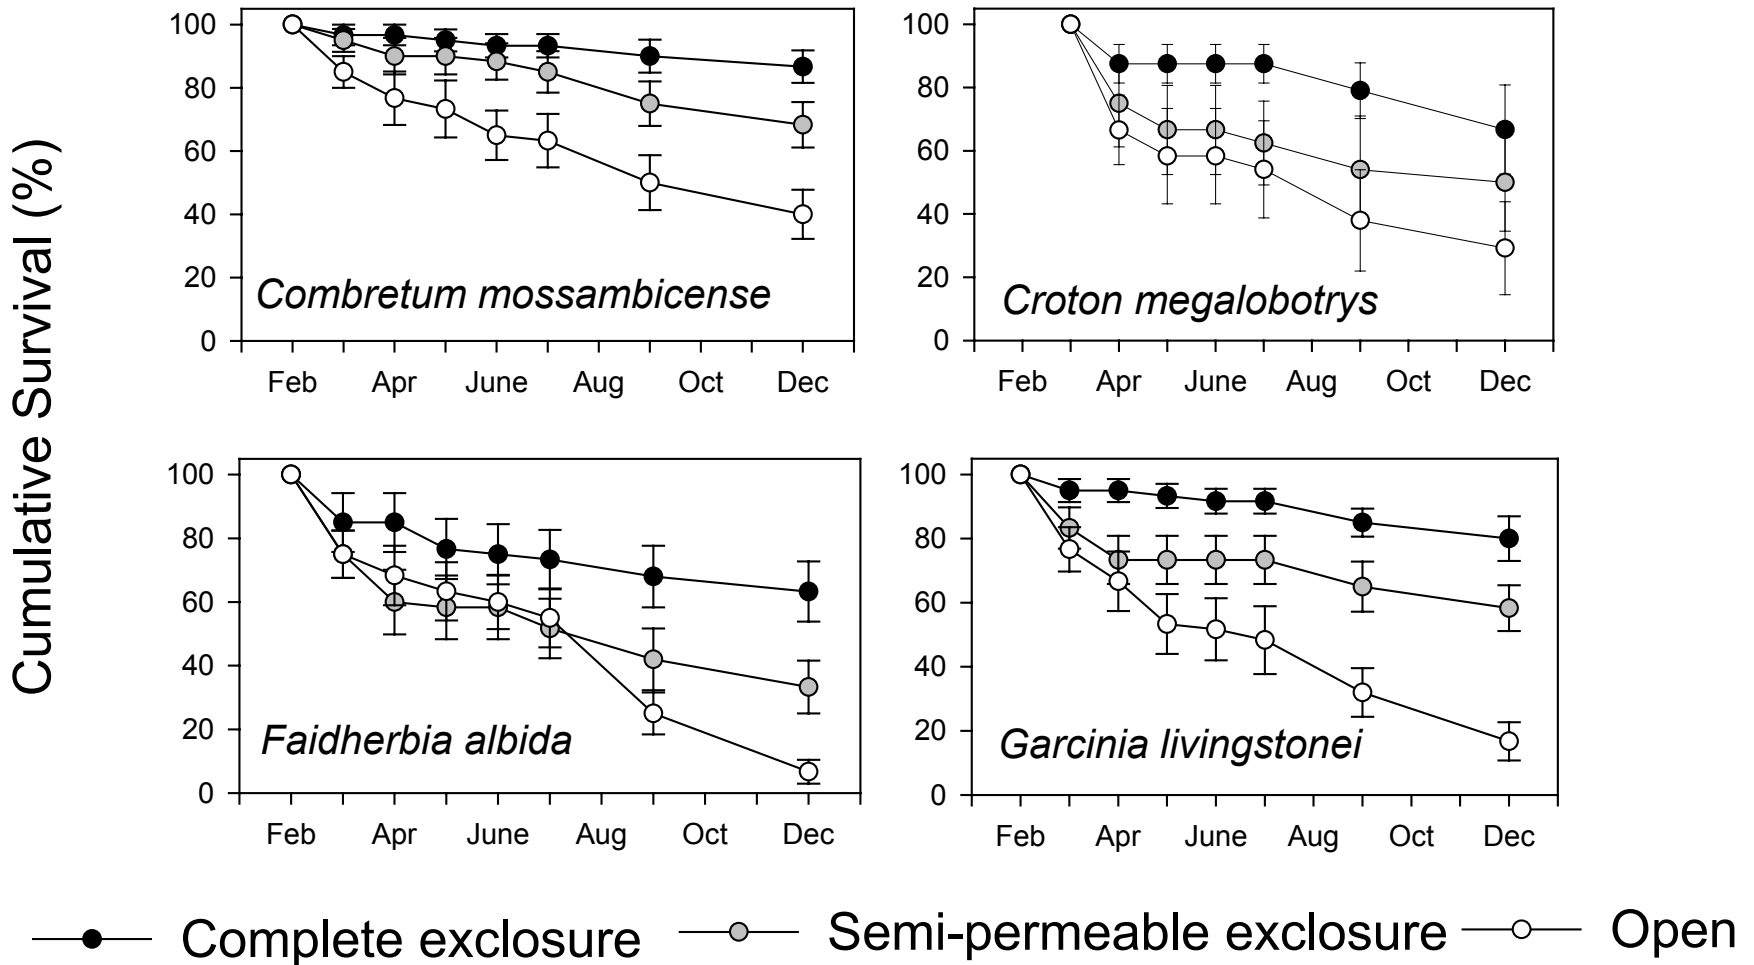 Cumulative Survival (%)
100
80
60
40
20
0
Combretum mossambicense
Feb Apr June Aug Oct Dec
100
80
60
40
20
0
Croton megalobotrys
Feb Apr June Aug Oct Dec
100
80
60
40
20
0
Faidherbia albida
Feb Apr June Aug Oct Dec
100
80
60
40
20
0
Garcinia livingstonei
Feb Apr June Aug Oct Dec
Complete exclosure Semi-permeable exclosure Open